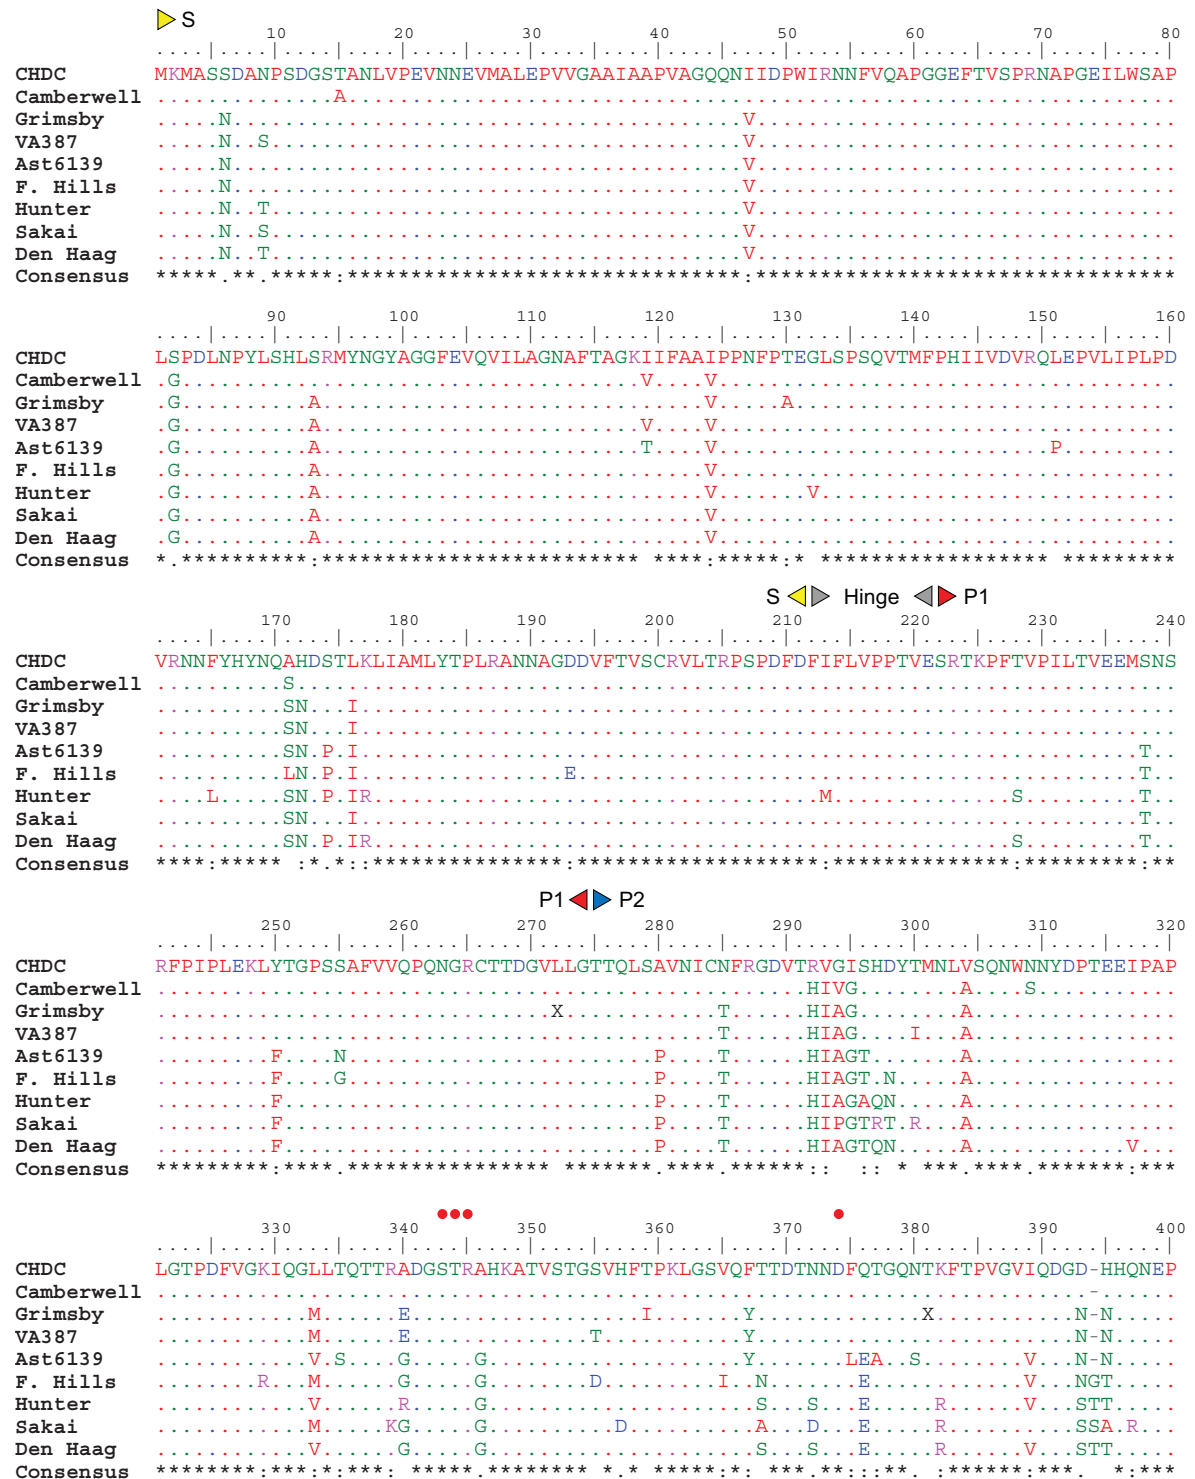 S
10 20 30 40 50 60 70 80
CHDC MKMASSDANPSDGSTANLVPEVNNEVMALEPVVGAAIAAPVAGQQNIIDPWIRNNFVQAPGGEFTVSPRNAPGEILWSAP
Camberwell ..............A.................................................................
Grimsby .....N........................................V.................................
VA387 .....N..S.....................................V.................................
Ast6139 .....N........................................V.................................
F. Hills .....N........................................V.................................
Hunter .....N..T.....................................V.................................
Sakai .....N..S.....................................V.................................
Den Haag .....N..T.....................................V.................................
Consensus *****.**.*****:*******************************:*********************************
90 100 110 120 130 140 150 160
CHDC LSPDLNPYLSHLSRMYNGYAGGFEVQVILAGNAFTAGKIIFAAIPPNFPTEGLSPSQVTMFPHIIVDVRQLEPVLIPLPD
Camberwell .G....................................V....V....................................
Grimsby .G..........A..............................V.....A..............................
VA387 .G..........A.........................V....V....................................
Ast6139 .G..........A.........................T....V..........................P.........
F. Hills .G..........A..............................V....................................
Hunter .G..........A..............................V.......V............................
Sakai .G..........A..............................V....................................
Den Haag .G..........A..............................V....................................
Consensus *.**********:************************* ****:*****:* ****************** *********
S Hinge P1
170 180 190 200 210 220 230 240
CHDC VRNNFYHYNQAHDSTLKLIAMLYTPLRANNAGDDVFTVSCRVLTRPSPDFDFIFLVPPTVESRTKPFTVPILTVEEMSNS
Camberwell ..........S.....................................................................
Grimsby ..........SN...I................................................................
VA387 ..........SN...I................................................................
Ast6139 ..........SN.P.I.............................................................T..
F. Hills ..........LN.P.I................E............................................T..
Hunter ....L.....SN.P.IR...................................M..............S.........T..
Sakai ..........SN...I.............................................................T..
Den Haag ..........SN.P.IR..................................................S.........T..
Consensus ****:***** :*.*::***************:*******************:**************:*********:**
P1 P2
250 260 270 280 290 300 310 320
CHDC RFPIPLEKLYTGPSSAFVVQPQNGRCTTDGVLLGTTQLSAVNICNFRGDVTRVGISHDYTMNLVSQNWNNYDPTEEIPAP
Camberwell ...................................................HIVG........A....S...........
Grimsby ...............................X............T......HIAG........A................
VA387 ............................................T......HIAG....I...A................
Ast6139 .........F....N........................P....T......HIAGT.......A................
F. Hills .........F....G........................P....T......HIAGT.N.....A................
Hunter .........F.............................P....T......HIAGAQN.....A................
Sakai .........F.............................P....T......HIPGTRT.R...A................
Den Haag .........F.............................P....T......HIAGTQN.....A............V...
Consensus *********:****.**************** *******.****.******::  :: * ***.****.*******:***
330 340 350 360 370 380 390 400
CHDC LGTPDFVGKIQGLLTQTTRADGSTRAHKATVSTGSVHFTPKLGSVQFTTDTNNDFQTGQNTKFTPVGVIQDGD-HHQNEP
Camberwell .........................................................................-......
Grimsby ............M......E..................I.......Y.............X...........N-N.....
VA387 ............M......E..............T...........Y.........................N-N.....
Ast6139 ............V.S....G.....G....................Y.......LEA..S........V...N-N.....
F. Hills ........R...M......G.....G........D.........I..N.......E............V...NGT.....
Hunter ............V......R.....G.....................S...S...E.....R......V...STT.....
Sakai ............M.....KG.....G..........D..........A...D...E.....R..........SSA.R...
Den Haag ............V......G.....G.....................S...S...E.....R......V...STT.....
Consensus ********:***:*:***: *****.******** *.* *****:*::***.**:::**:*.:******:***.  *:***